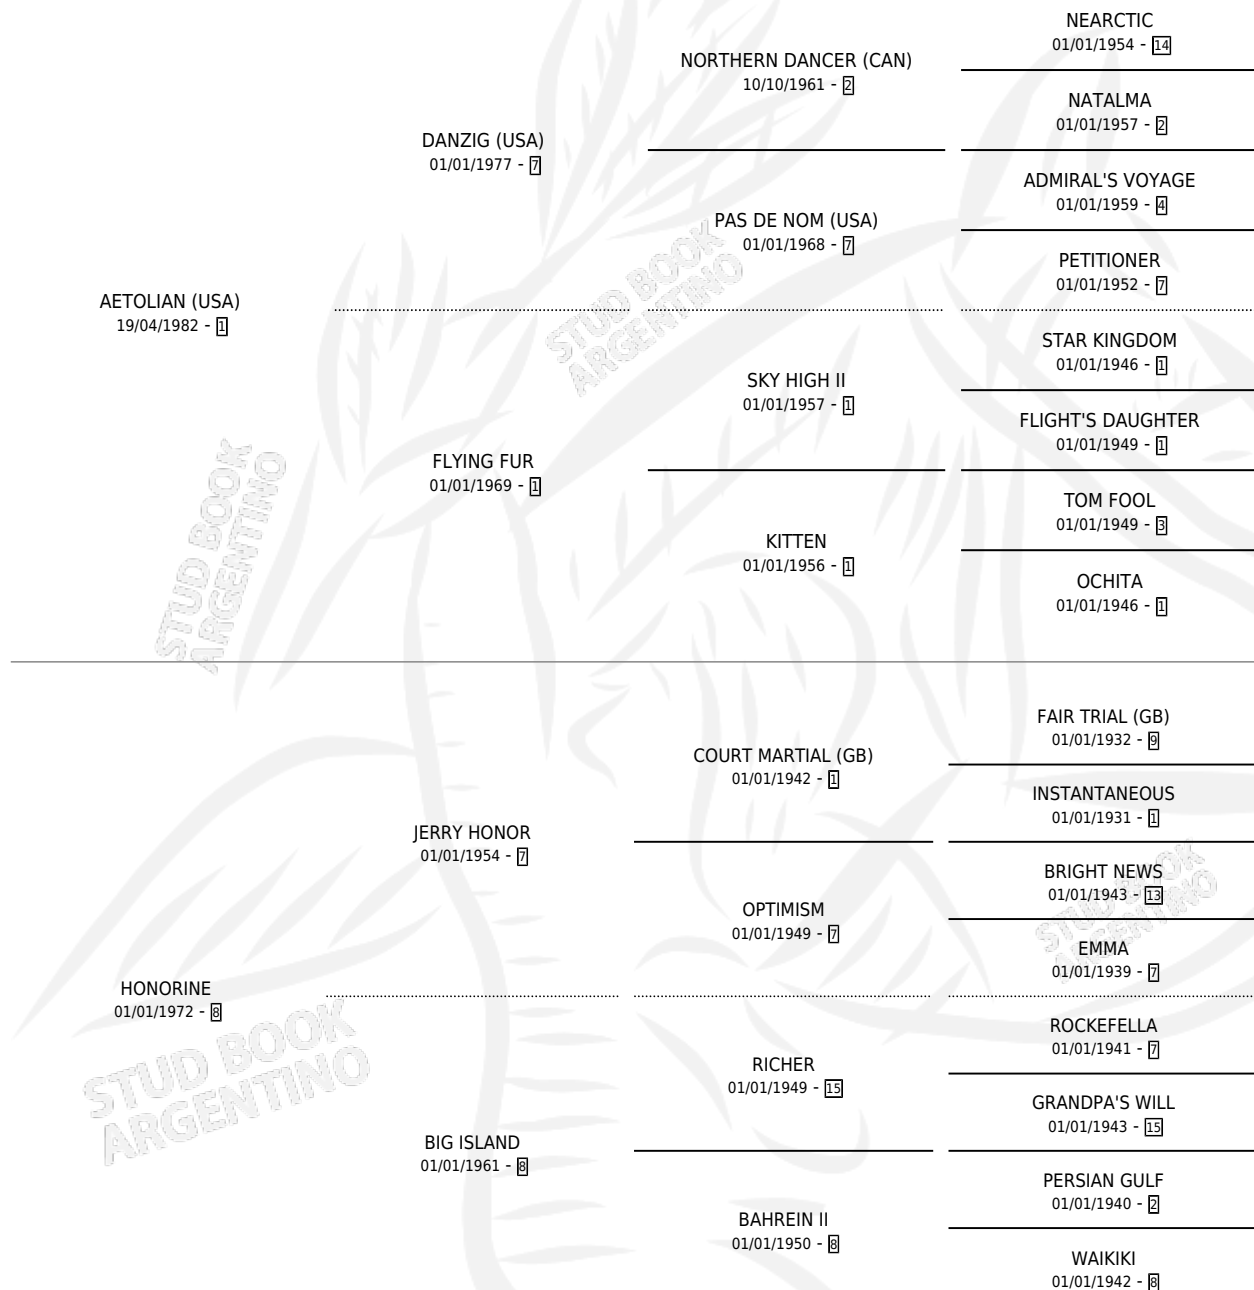 NEARCTIC
01/01/1954 - 14
NORTHERN DANCER (CAN)
10/10/1961 - 2
NATALMA
01/01/1957 - 2
DANZIG (USA)
01/01/1977 - 7
ADMIRAL'S VOYAGE
01/01/1959 - 4
PAS DE NOM (USA)
01/01/1968 - 7
PETITIONER
01/01/1952 - 7
AETOLIAN (USA)
19/04/1982 - 1
STAR KINGDOM
01/01/1946 - 1
SKY HIGH II
01/01/1957 - 1
FLIGHT'S DAUGHTER
01/01/1949 - 1
FLYING FUR
01/01/1969 - 1
TOM FOOL
01/01/1949 - 3
KITTEN
01/01/1956 - 1
OCHITA
01/01/1946 - 1
STUD BOOK
ARGENTINO
STUD BOOK
ARGENTINO
FAIR TRIAL (GB)
01/01/1932 - 9
COURT MARTIAL (GB)
01/01/1942 - 1
INSTANTANEOUS
01/01/1931 - 1
JERRY HONOR
01/01/1954 - 7
BRIGHT NEWS
01/01/1943 - 13
OPTIMISM
01/01/1949 - 7
EMMA
01/01/1939 - 7
HONORINE
01/01/1972 - 8
ROCKEFELLA
01/01/1941 - 7
RICHER
01/01/1949 - 15
GRANDPA'S WILL
01/01/1943 - 15
BIG ISLAND
01/01/1961 - 8
PERSIAN GULF
01/01/1940 - 2
BAHREIN II
01/01/1950 - 8
WAIKIKI
01/01/1942 - 8
STUD BOOK
ARGENTINO
STUD BOOK
ARGENTINO